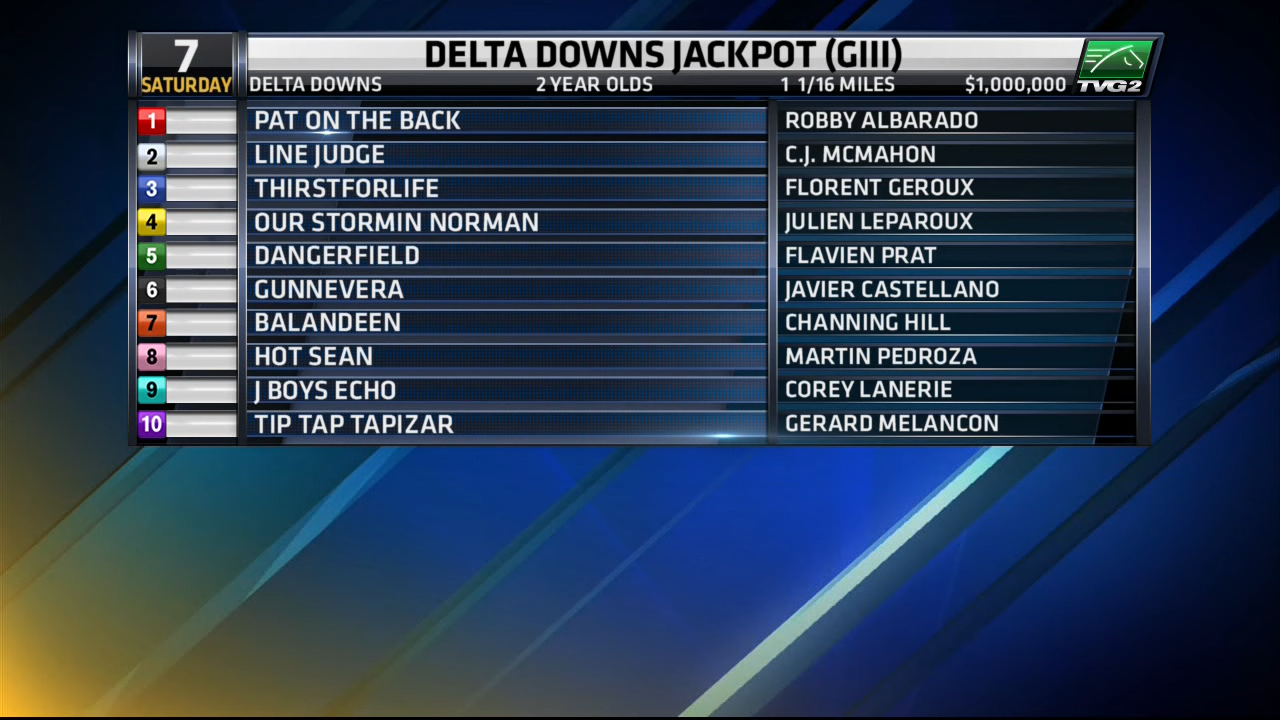 7 DELTA DOWNS JACKPOT (GIII)
SATURDAY DELTA DOWNS 2 YEAR OLDS 1 1/16 MILES $1,000,000 TVG2
1 PAT ON THE BACK ROBBY ALBARADO
2 LINE JUDGE C.J. MCMAHON
3 THIRSTFORLIFE FLORENT GEROUX
4 OUR STORMIN NORMAN JULIEN LEPAROUX
5 DANGERFIELD FLAVIEN PRAT
6 GUNNEVERA JAVIER CASTELLANO
7 BALANDEEN CHANNING HILL
8 HOT SEAN MARTIN PEDROZA
9 J BOYS ECHO COREY LANERIE
10 TIP TAP TAPIZAR GERARD MELANCON